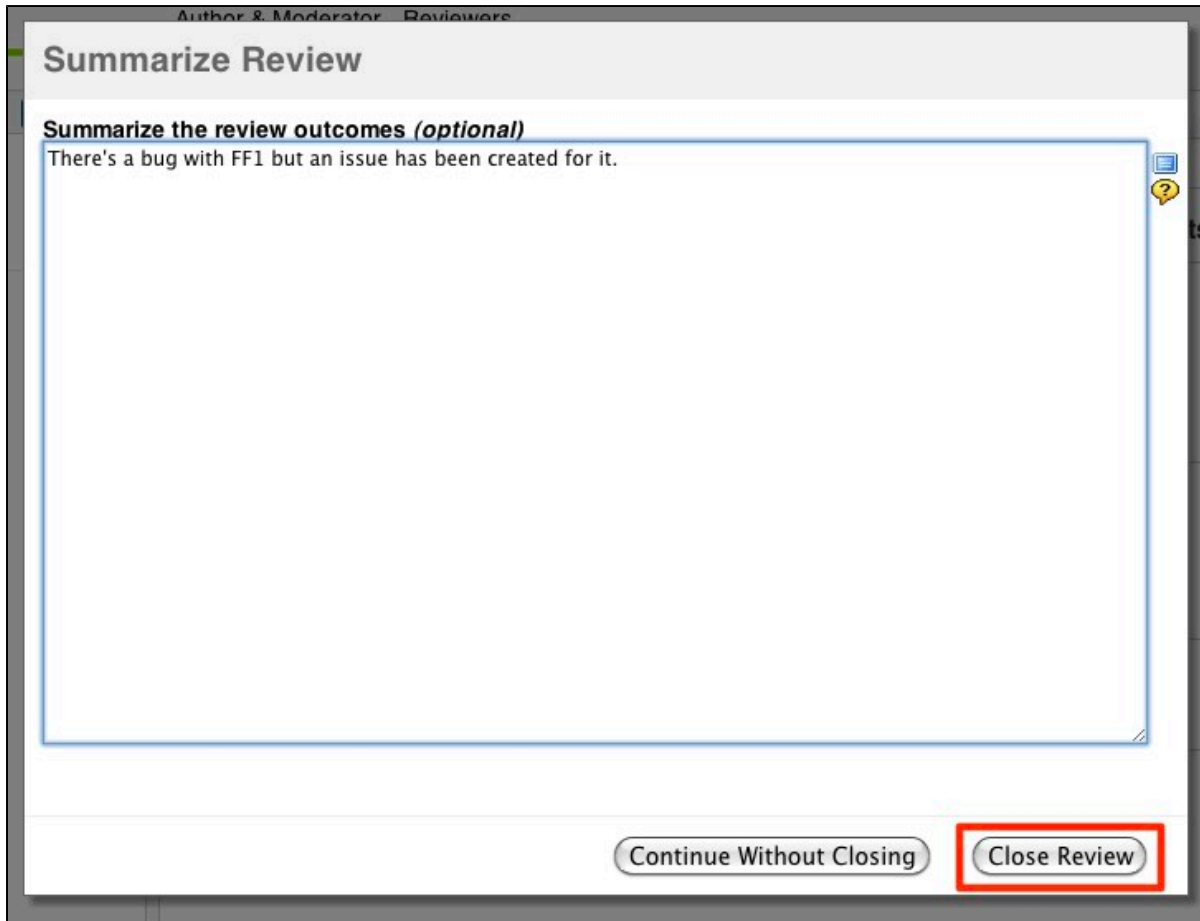 Author & Moderator Reviewers
Summarize Review
Summarize the review outcomes (optional)
There's a bug with FF1 but an issue has been created for it.
?
Continue Without Closing
Close Review